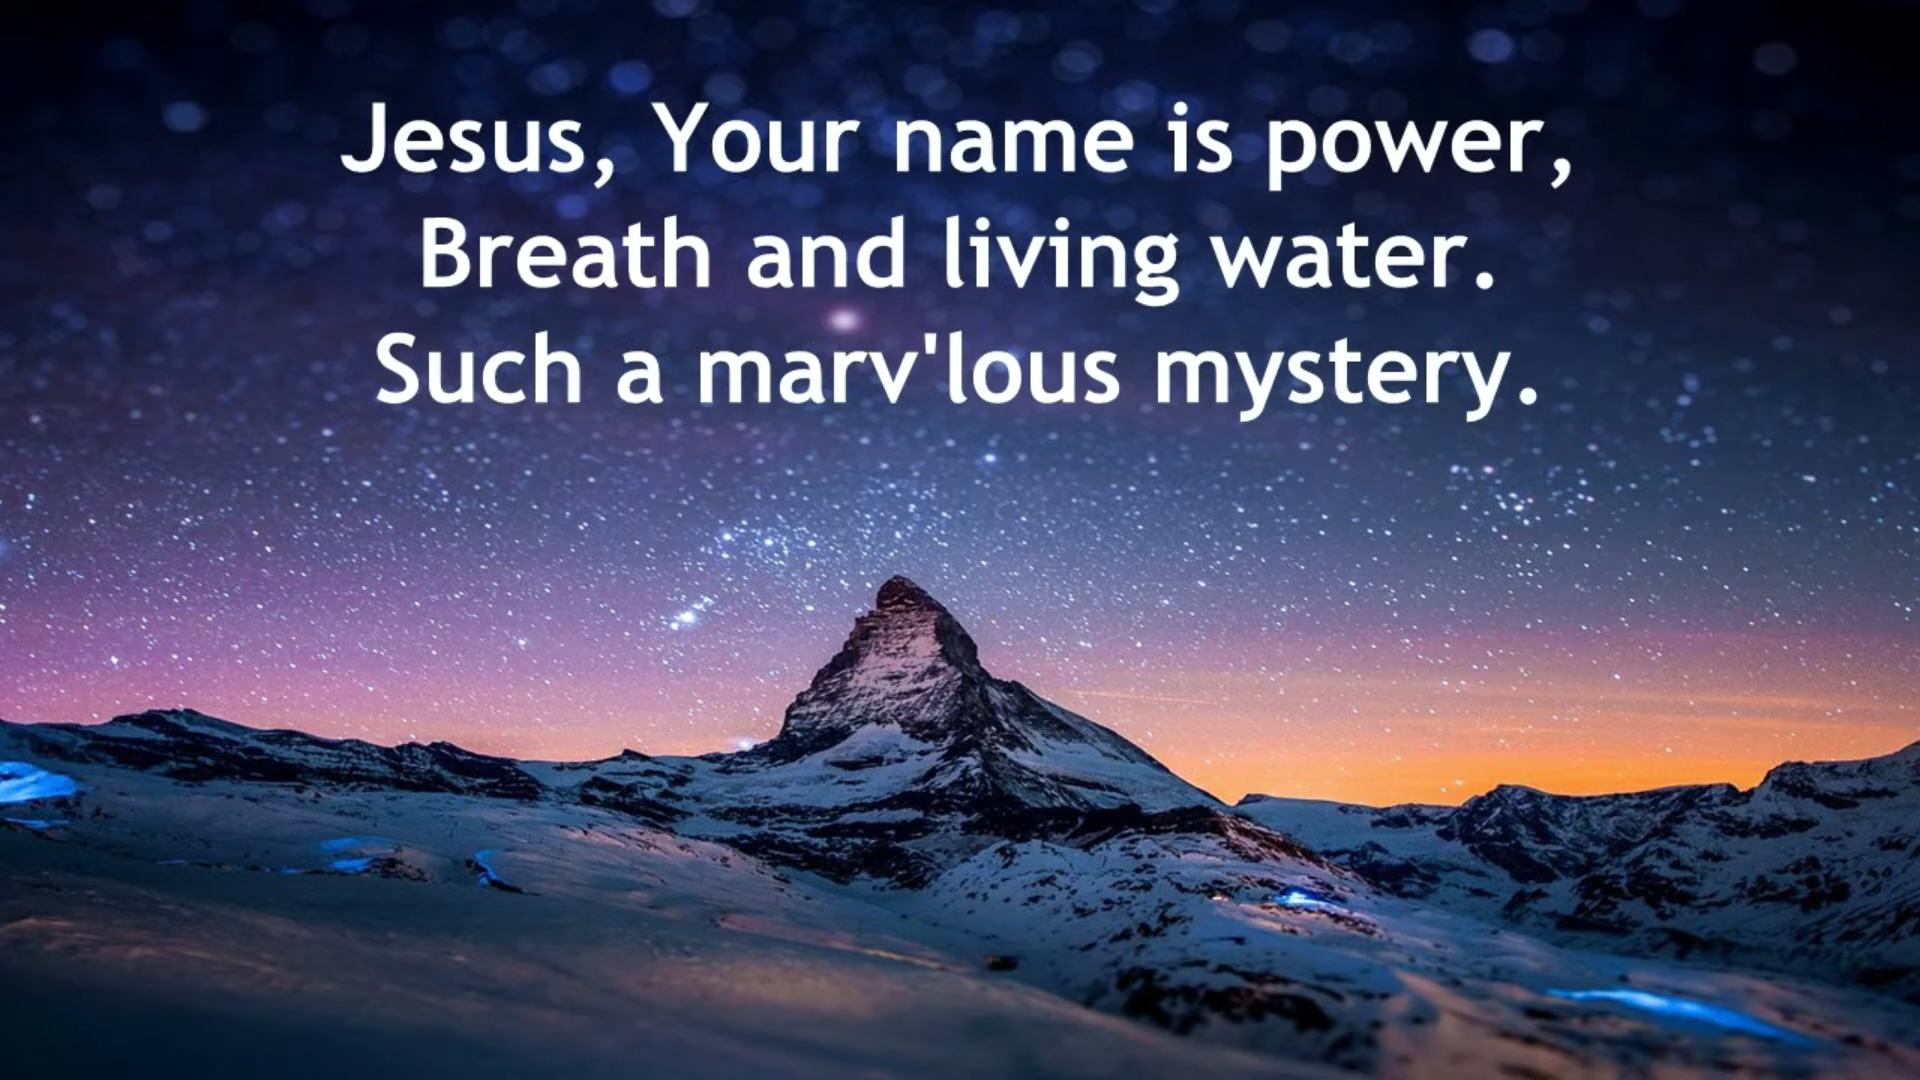 Jesus, Your name is power,
Breath and living water.
Such a marv'lous mystery.